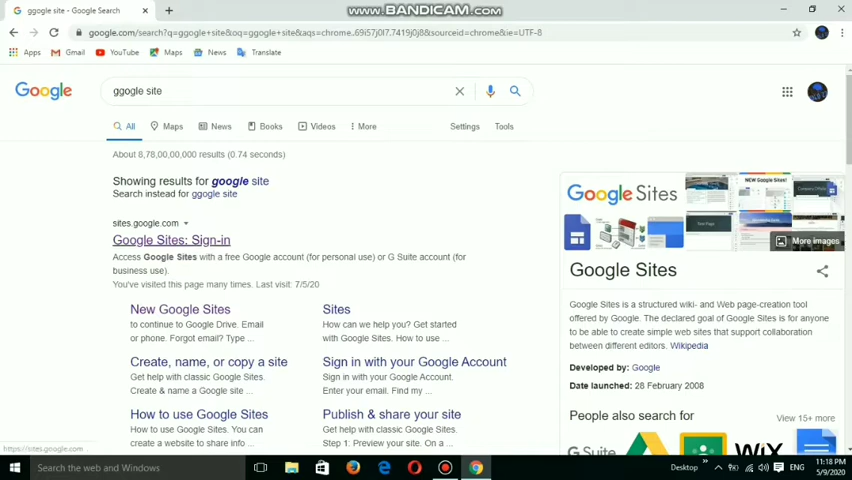 ggogle site - Google Search
www.BANDICAM.com
google.com/search?q=ggogle+site&oq=ggogle+site&aqs=chrome..69i57j0l7.7419j0j8&sourceid=chrome&ie=UTF-8
Apps Gmail YouTube Maps News Translate
Google ggogle site
All Maps News Books Videos More Settings Tools
About 8,78,00,00,000 results (0.74 seconds)
Showing results for google site
Search instead for ggogle site
sites.google.com
Google Sites: Sign-in
Access Google Sites with a free Google account (for personal use) or G Suite account (for
business use).
You've visited this page many times. Last visit: 7/5/20
New Google Sites
to continue to Google Drive. Email
or phone. Forgot email? Type ...
Sites
How can we help you? Get started
with Google Sites. How to use ...
Create, name, or copy a site
Get help with classic Google Sites.
Create & name a Google site ...
Sign in with your Google Account
Sign in with your Google Account.
Enter your email. Find my ...
How to use Google Sites
You can use Google Sites. You can
create a website to share info ...
Publish & share your site
Get help with classic Google Sites.
Step 1: Preview your site. On a ...
Google Sites
NEW Google Sites!
More images
Google Sites
Google Sites is a structured wiki- and Web page-creation tool
offered by Google. The declared goal of Google Sites is for anyone
to be able to create simple web sites that support collaboration
between different editors. Wikipedia
Developed by: Google
Date launched: 28 February 2008
People also search for
View 15+ more
G Suite
WiX
https://sites.google.com
Search the web and Windows
Desktop
ENG
11:18 PM
5/9/2020